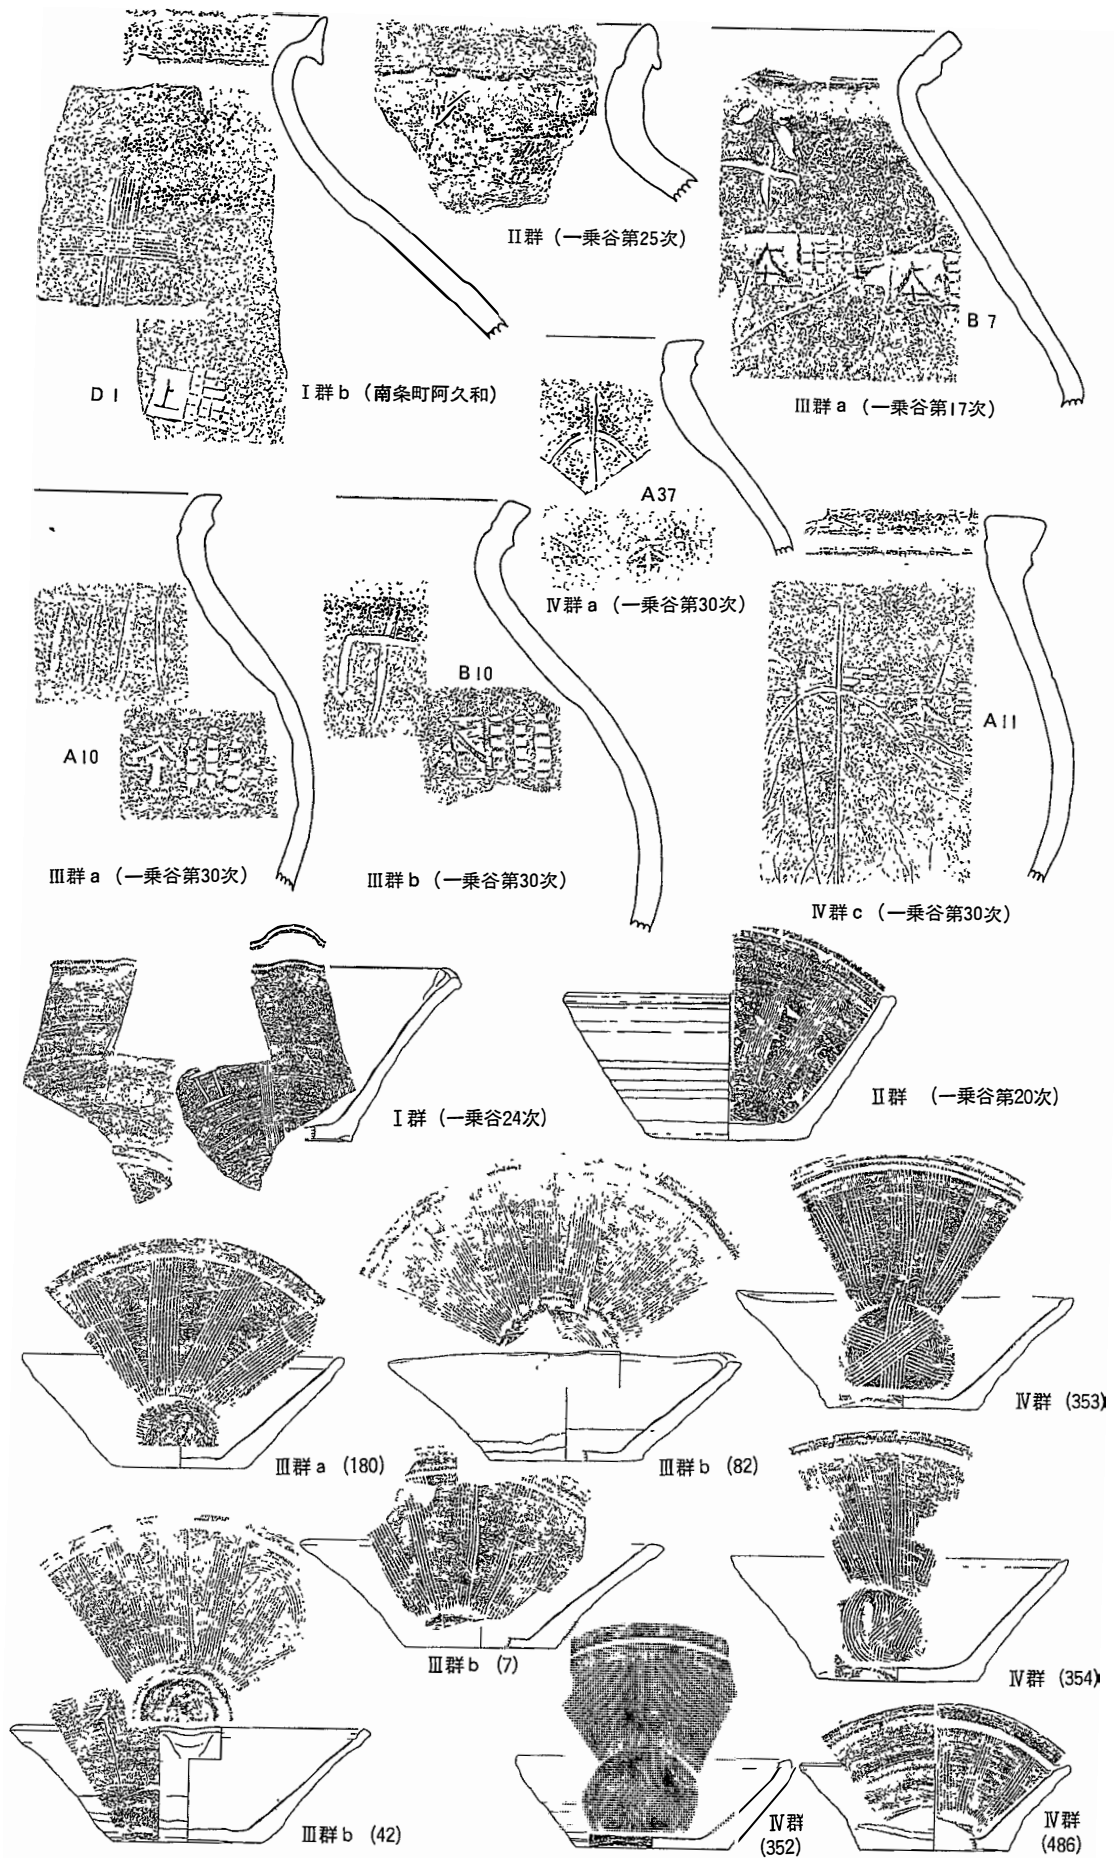 II群（一乗谷第25次）
B 7
D 1
I群b（南条町阿久和）
III群a（一乗谷第17次）
A37
IV群a（一乗谷第30次）
B10
A10
A11
III群a（一乗谷第30次）
III群b（一乗谷第30次）
IV群c（一乗谷第30次）
I群（一乗谷24次）
II群　（一乗谷第20次）
IV群 (353)
III群a (180)
III群b (82)
III群b (7)
IV群 (354)
III群b (42)
IV群
(352)
IV群
(486)
上
本
本